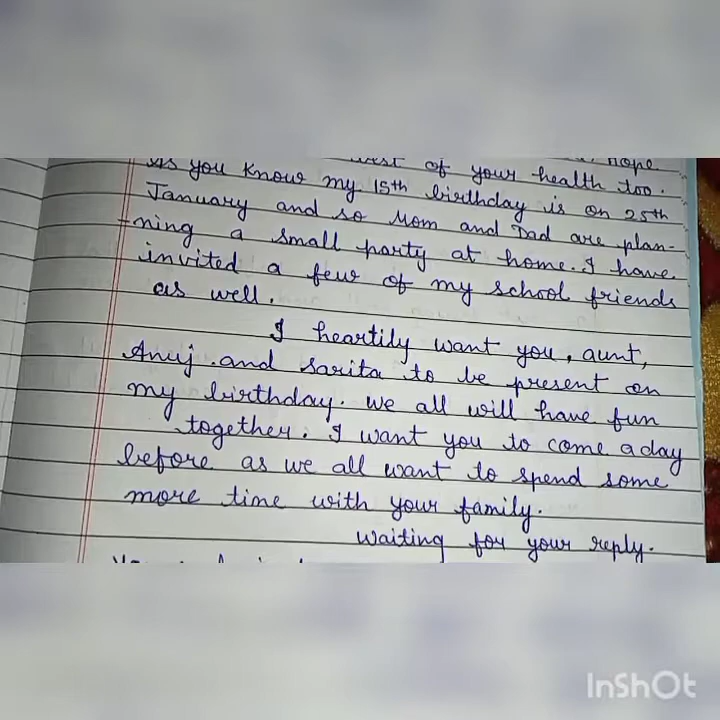 of your health too.
As you know my 15th birthday is on 25th
January and so Mom and Dad are plan-
-ning a small party at home. I have
invited a few of my school friends
as well.
I heartily want you, aunt,
Anuj and Sarita to be present on
my birthday. We all will have fun
together. I want you to come a day
before as we all want to spend some
more time with your family.
Waiting for your reply.
InShOt